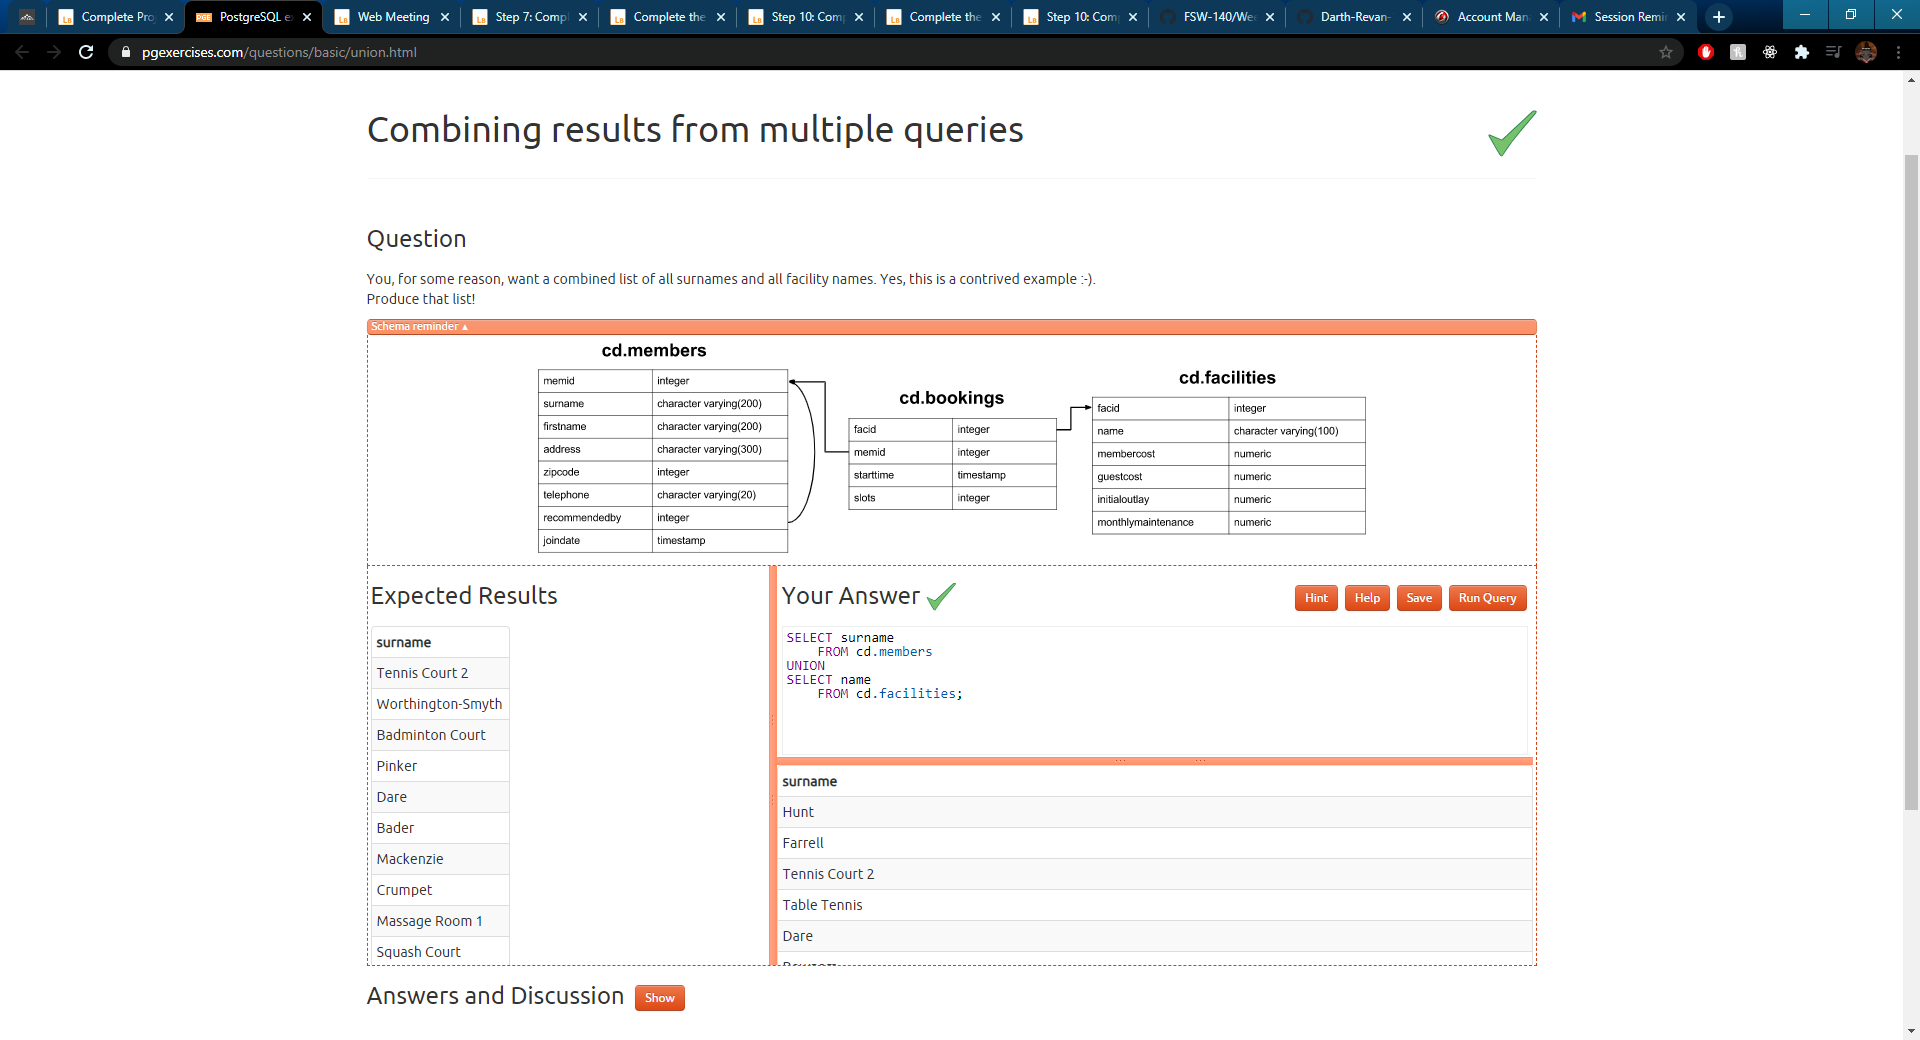 Complete Pro
PostgreSQL e
Web Meeting
Step 7: Compl
Complete the
Step 10: Com
Complete the
Step 10: Com
FSW-140/Wee
Darth-Revan-
Account Man
Session Remi
pgexercises.com/questions/basic/union.html
Combining results from multiple queries
Question
You, for some reason, want a combined list of all surnames and all facility names. Yes, this is a contrived example :-).
Produce that list!
Schema reminder ▴
cd.members
memid integer
surname character varying(200)
firstname character varying(200)
address character varying(300)
zipcode integer
telephone character varying(20)
recommendedby integer
joindate timestamp
cd.bookings
facid integer
memid integer
starttime timestamp
slots integer
cd.facilities
facid integer
name character varying(100)
membercost numeric
guestcost numeric
initialoutlay numeric
monthlymaintenance numeric
Expected Results
surname
Tennis Court 2
Worthington-Smyth
Badminton Court
Pinker
Dare
Bader
Mackenzie
Crumpet
Massage Room 1
Squash Court
Your Answer
Hint Help Save Run Query
SELECT surname
FROM cd.members
UNION
SELECT name
FROM cd.facilities;
surname
Hunt
Farrell
Tennis Court 2
Table Tennis
Dare
Answers and Discussion Show